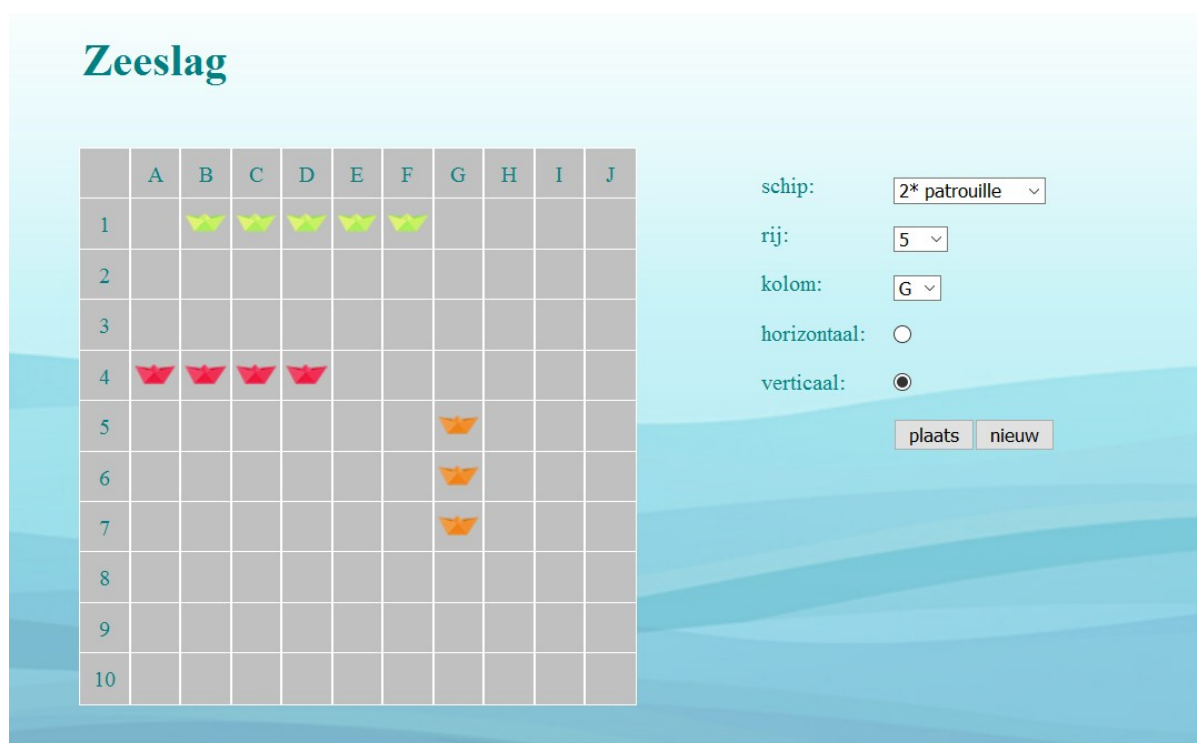 Zeeslag
A B C D E F G H I J
1
2
3
4
5
6
7
8
9
10
schip: 2* patrouille
rij: 5
kolom: G
horizontaal:
verticaal:
plaats nieuw